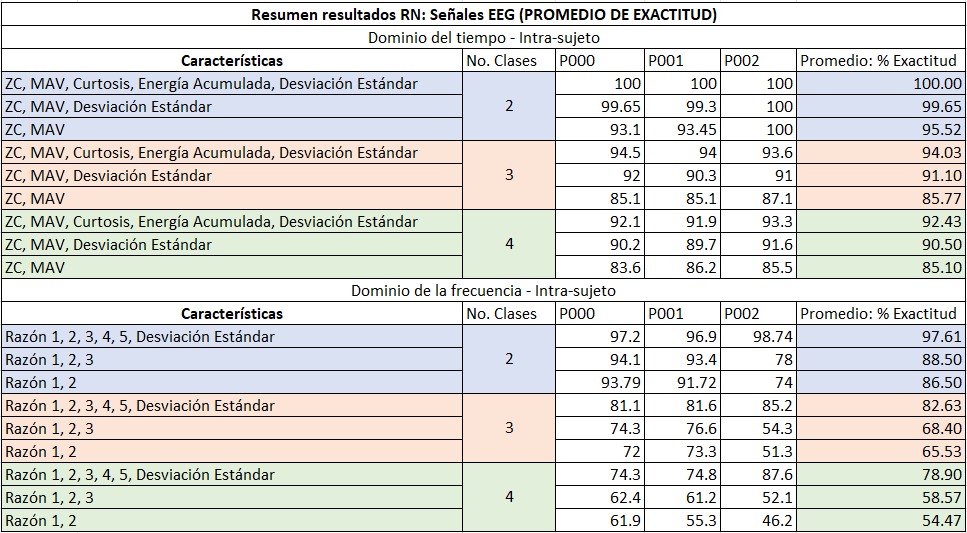 Resumen resultados RN: Señales EEG (PROMEDIO DE EXACTITUD)
Dominio del tiempo - Intra-sujeto
Características No. Clases P000 P001 P002 Promedio: % Exactitud
ZC, MAV, Curtosis, Energía Acumulada, Desviación Estándar 100 100 100 100.00
ZC, MAV, Desviación Estándar 2 99.65 99.3 100 99.65
ZC, MAV 93.1 93.45 100 95.52
ZC, MAV, Curtosis, Energía Acumulada, Desviación Estándar 94.5 94 93.6 94.03
ZC, MAV, Desviación Estándar 3 92 90.3 91 91.10
ZC, MAV 85.1 85.1 87.1 85.77
ZC, MAV, Curtosis, Energía Acumulada, Desviación Estándar 92.1 91.9 93.3 92.43
ZC, MAV, Desviación Estándar 4 90.2 89.7 91.6 90.50
ZC, MAV 83.6 86.2 85.5 85.10
Dominio de la frecuencia - Intra-sujeto
Características No. Clases P000 P001 P002 Promedio: % Exactitud
Razón 1, 2, 3, 4, 5, Desviación Estándar 97.2 96.9 98.74 97.61
Razón 1, 2, 3 2 94.1 93.4 78 88.50
Razón 1, 2 93.79 91.72 74 86.50
Razón 1, 2, 3, 4, 5, Desviación Estándar 81.1 81.6 85.2 82.63
Razón 1, 2, 3 3 74.3 76.6 54.3 68.40
Razón 1, 2 72 73.3 51.3 65.53
Razón 1, 2, 3, 4, 5, Desviación Estándar 74.3 74.8 87.6 78.90
Razón 1, 2, 3 4 62.4 61.2 52.1 58.57
Razón 1, 2 61.9 55.3 46.2 54.47